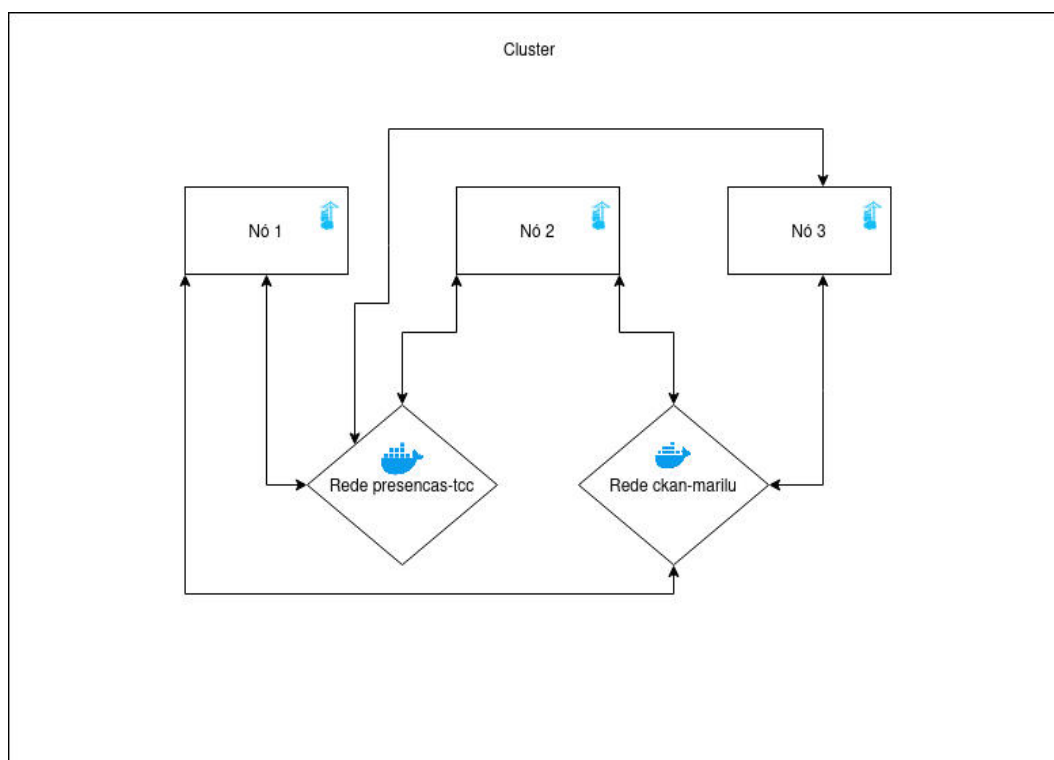 Cluster
Nó 1
Nó 2
Nó 3
Rede presencas-tcc
Rede ckan-marilu